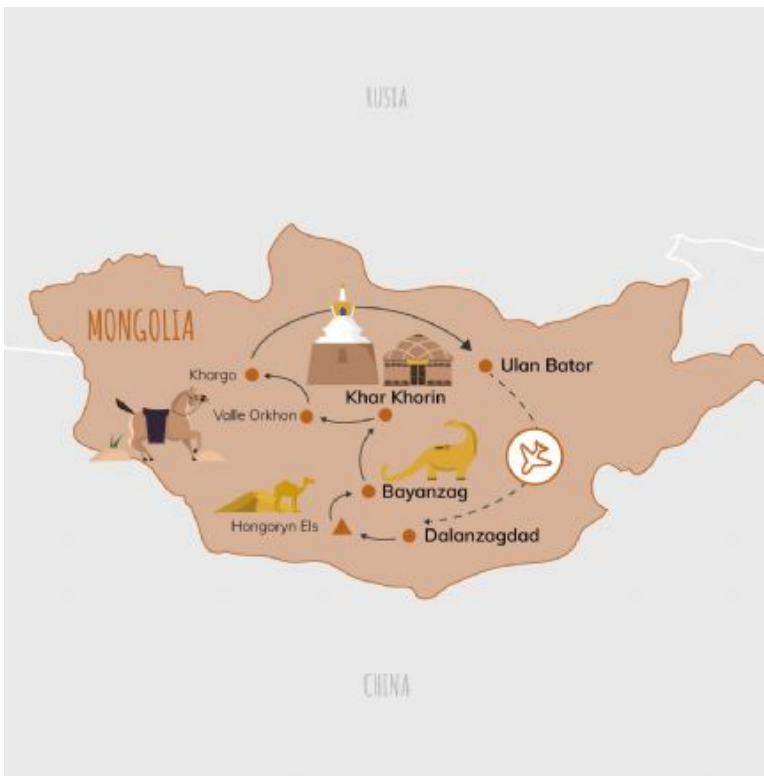 RUSIA
MONGOLIA
Khargo
Ulan Bator
Khar Khorin
Valle Orkhon
Bayanzag
Hongoryn Els
Dalanzagdad
CHINA